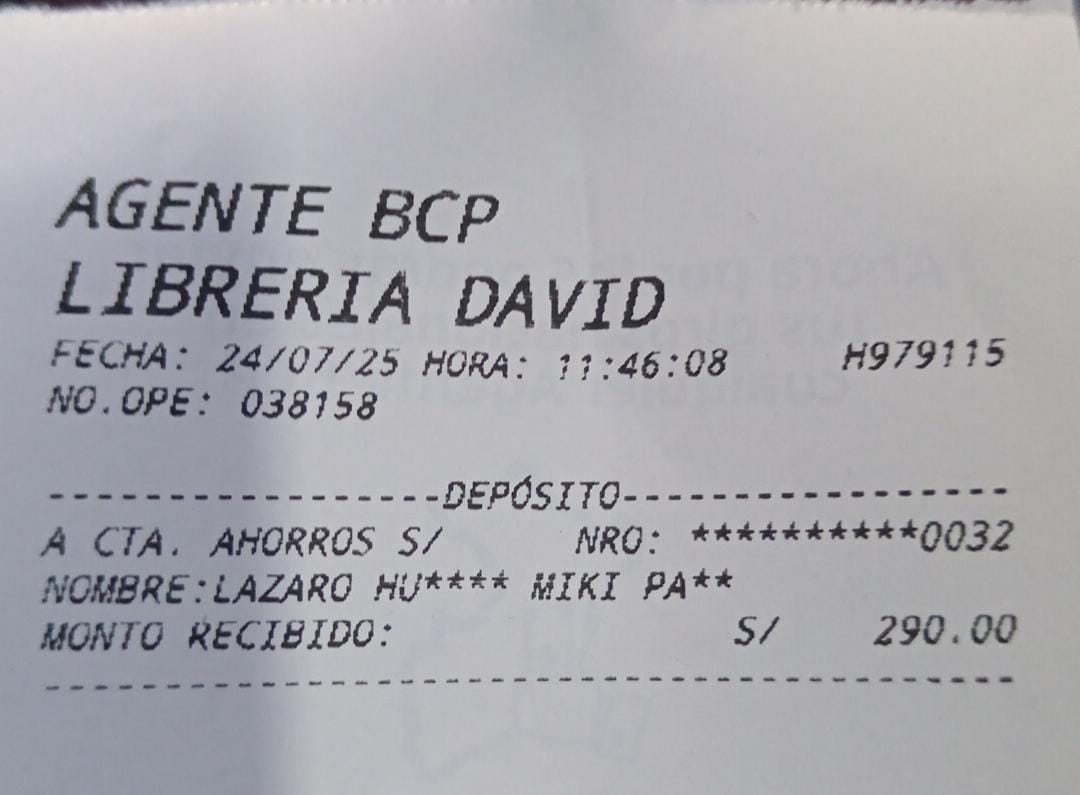 AGENTE BCP
LIBRERIA DAVID
FECHA: 24/07/25 HORA: 11:46:08 H979115
NO.OPE: 038158
-----------------DEPÓSITO-----------------
A CTA. AHORROS S/ NRO: **********0032
NOMBRE:LAZARO HU**** MIKI PA**
MONTO RECIBIDO: S/ 290.00
------------------------------------------